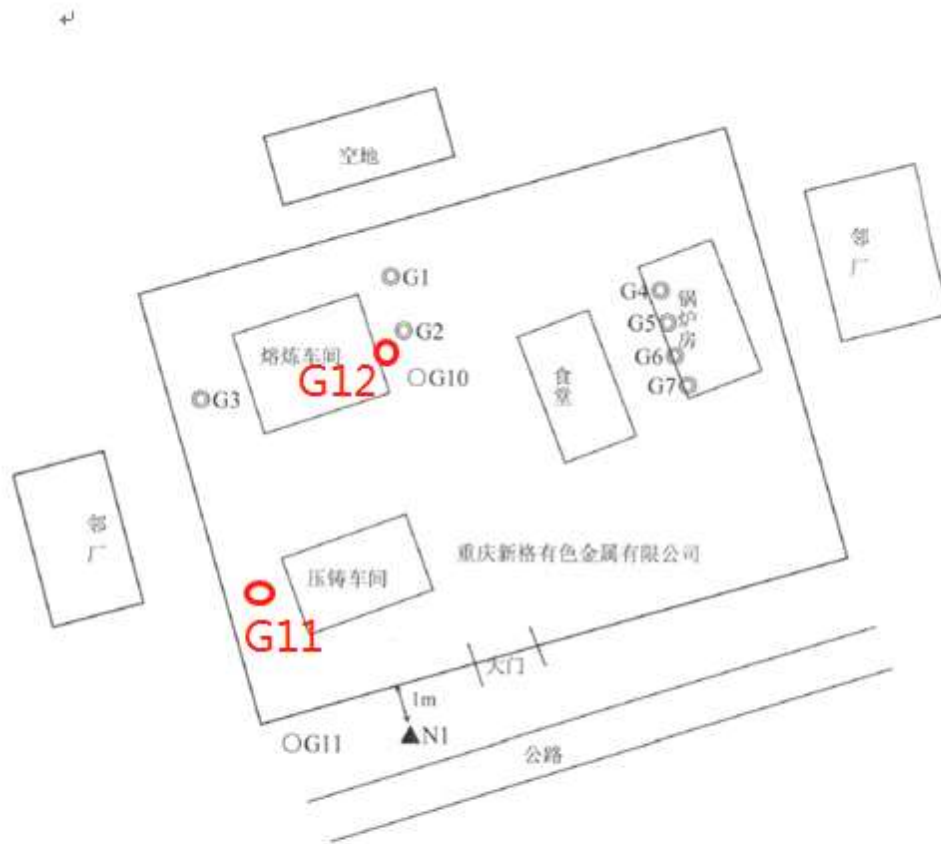 空地
邻厂
◎G1
G4◎
锅炉房
G5◎
◎G2
熔炼车间
G6◎
G12
○G10
食堂
G7◎
◎G3
邻厂
重庆新格有色金属有限公司
压铸车间
G11
大门
1m
○G11
▲N1
公路